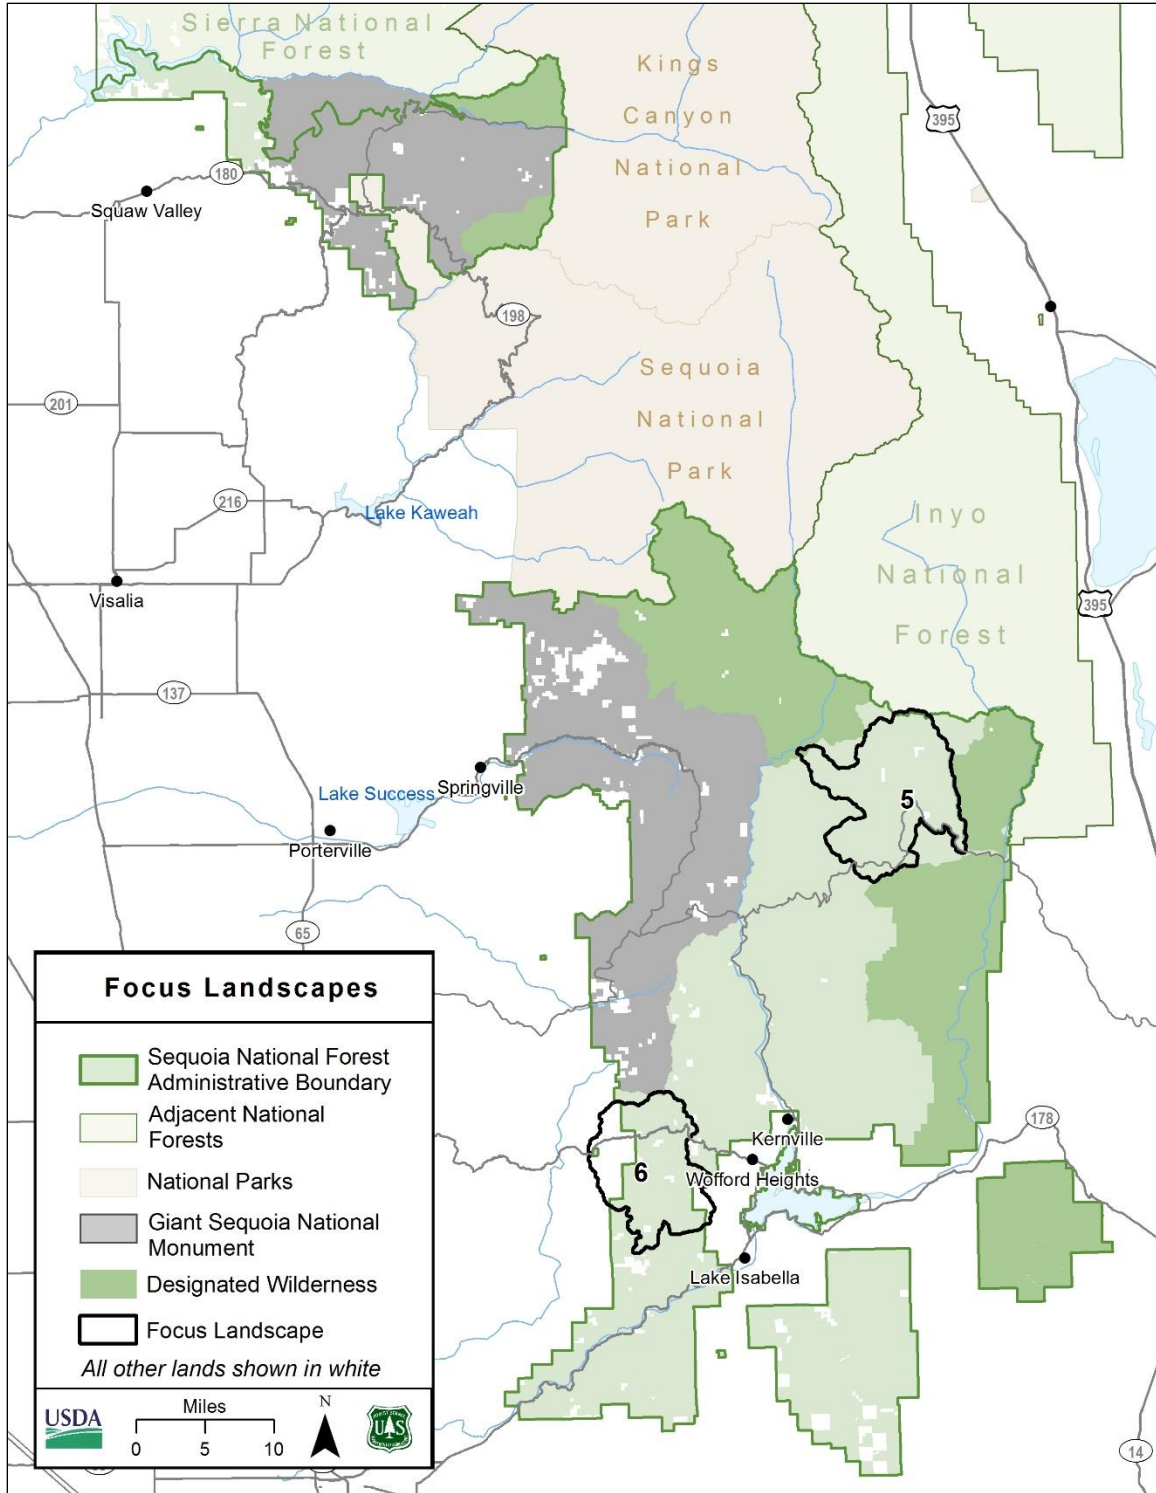 Sierra National
Forest
Kings
Canyon
National
Park
395
180
Squaw Valley
198
Sequoia
National
Park
201
216
Lake Kaweah
Inyo
National
Forest
Visalia
395
137
Springville
Lake Success
Porterville
5
65
Kernville
178
Wofford Heights
6
Lake Isabella
14
Focus Landscapes
Sequoia National Forest
Administrative Boundary
Adjacent National
Forests
National Parks
Giant Sequoia National
Monument
Designated Wilderness
Focus Landscape
All other lands shown in white
USDA
Miles
0 5 10
N
U S